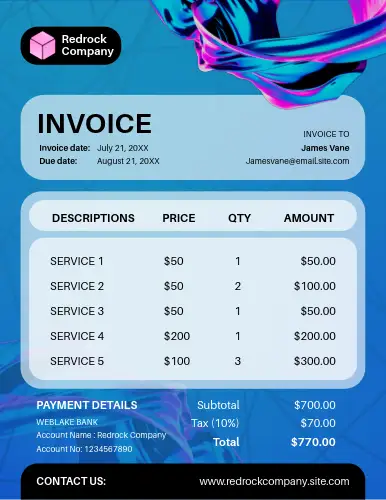 Redrock
Company
INVOICE
Invoice date: July 21, 20XX
Due date: August 21, 20XX
INVOICE TO
James Vane
Jamesvane@email.site.com
DESCRIPTIONS PRICE QTY AMOUNT
SERVICE 1 $50 1 $50.00
SERVICE 2 $50 2 $100.00
SERVICE 3 $50 1 $50.00
SERVICE 4 $200 1 $200.00
SERVICE 5 $100 3 $300.00
PAYMENT DETAILS
WEBLAKE BANK
Account Name : Redrock Company
Account No: 1234567890
Subtotal $700.00
Tax (10%) $70.00
Total $770.00
CONTACT US: www.redrockcompany.site.com